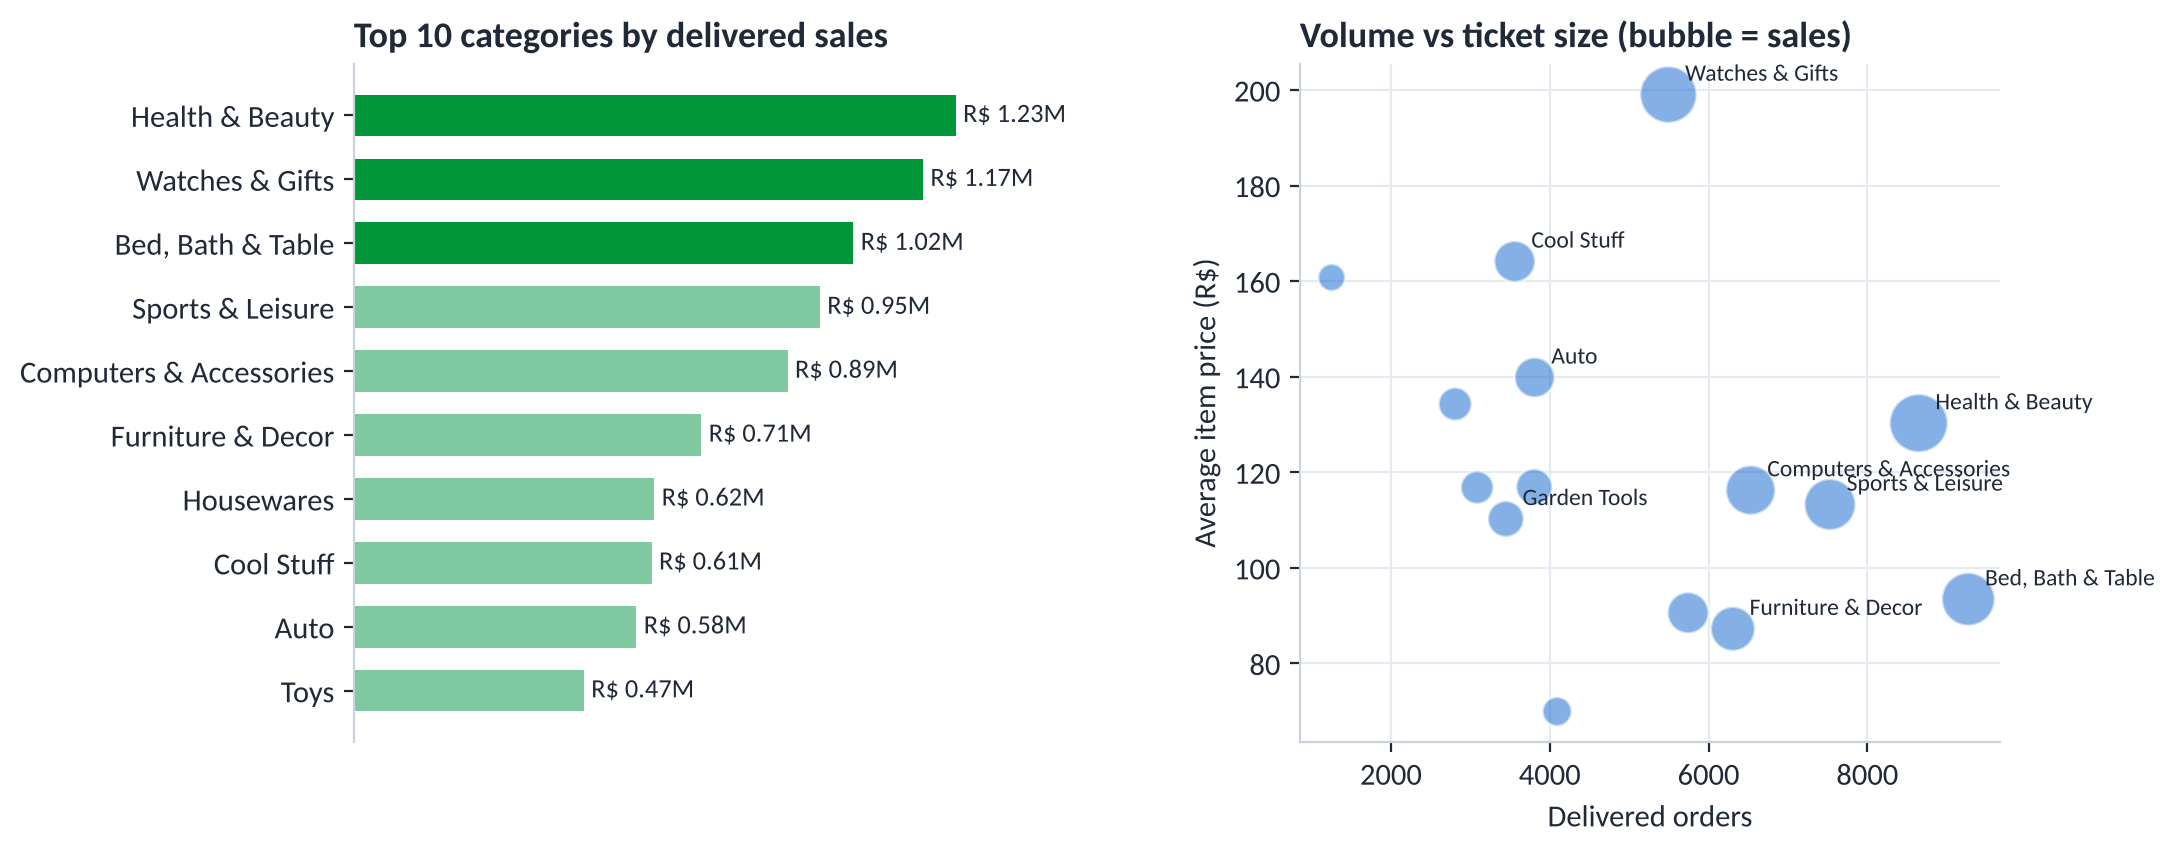 Top 10 categories by delivered sales
Health & Beauty
R$ 1.23M
Watches & Gifts
R$ 1.17M
Bed, Bath & Table
R$ 1.02M
Sports & Leisure
R$ 0.95M
Computers & Accessories
R$ 0.89M
Furniture & Decor
R$ 0.71M
Housewares
R$ 0.62M
Cool Stuff
R$ 0.61M
Auto
R$ 0.58M
Toys
R$ 0.47M
Volume vs ticket size (bubble = sales)
Average item price (R$)
200
180
160
140
120
100
80
Watches & Gifts
Cool Stuff
Auto
Health & Beauty
Computers & Accessories
Sports & Leisure
Garden Tools
Bed, Bath & Table
Furniture & Decor
2000
4000
6000
8000
Delivered orders